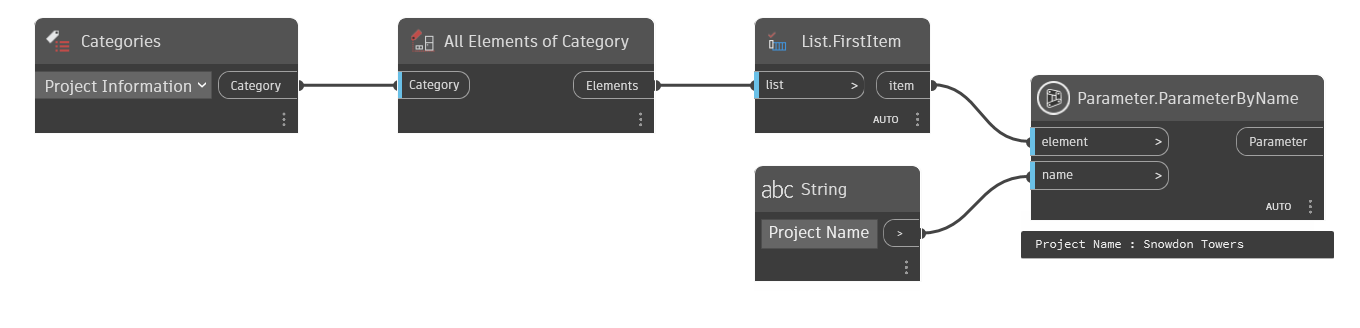 Categories
Project Information
Category
All Elements of Category
Category
Elements
List.FirstItem
list
>
item
AUTO
abc String
Project Name
>
Parameter.ParameterByName
element
>
Parameter
name
>
AUTO
Project Name : Snowdon Towers